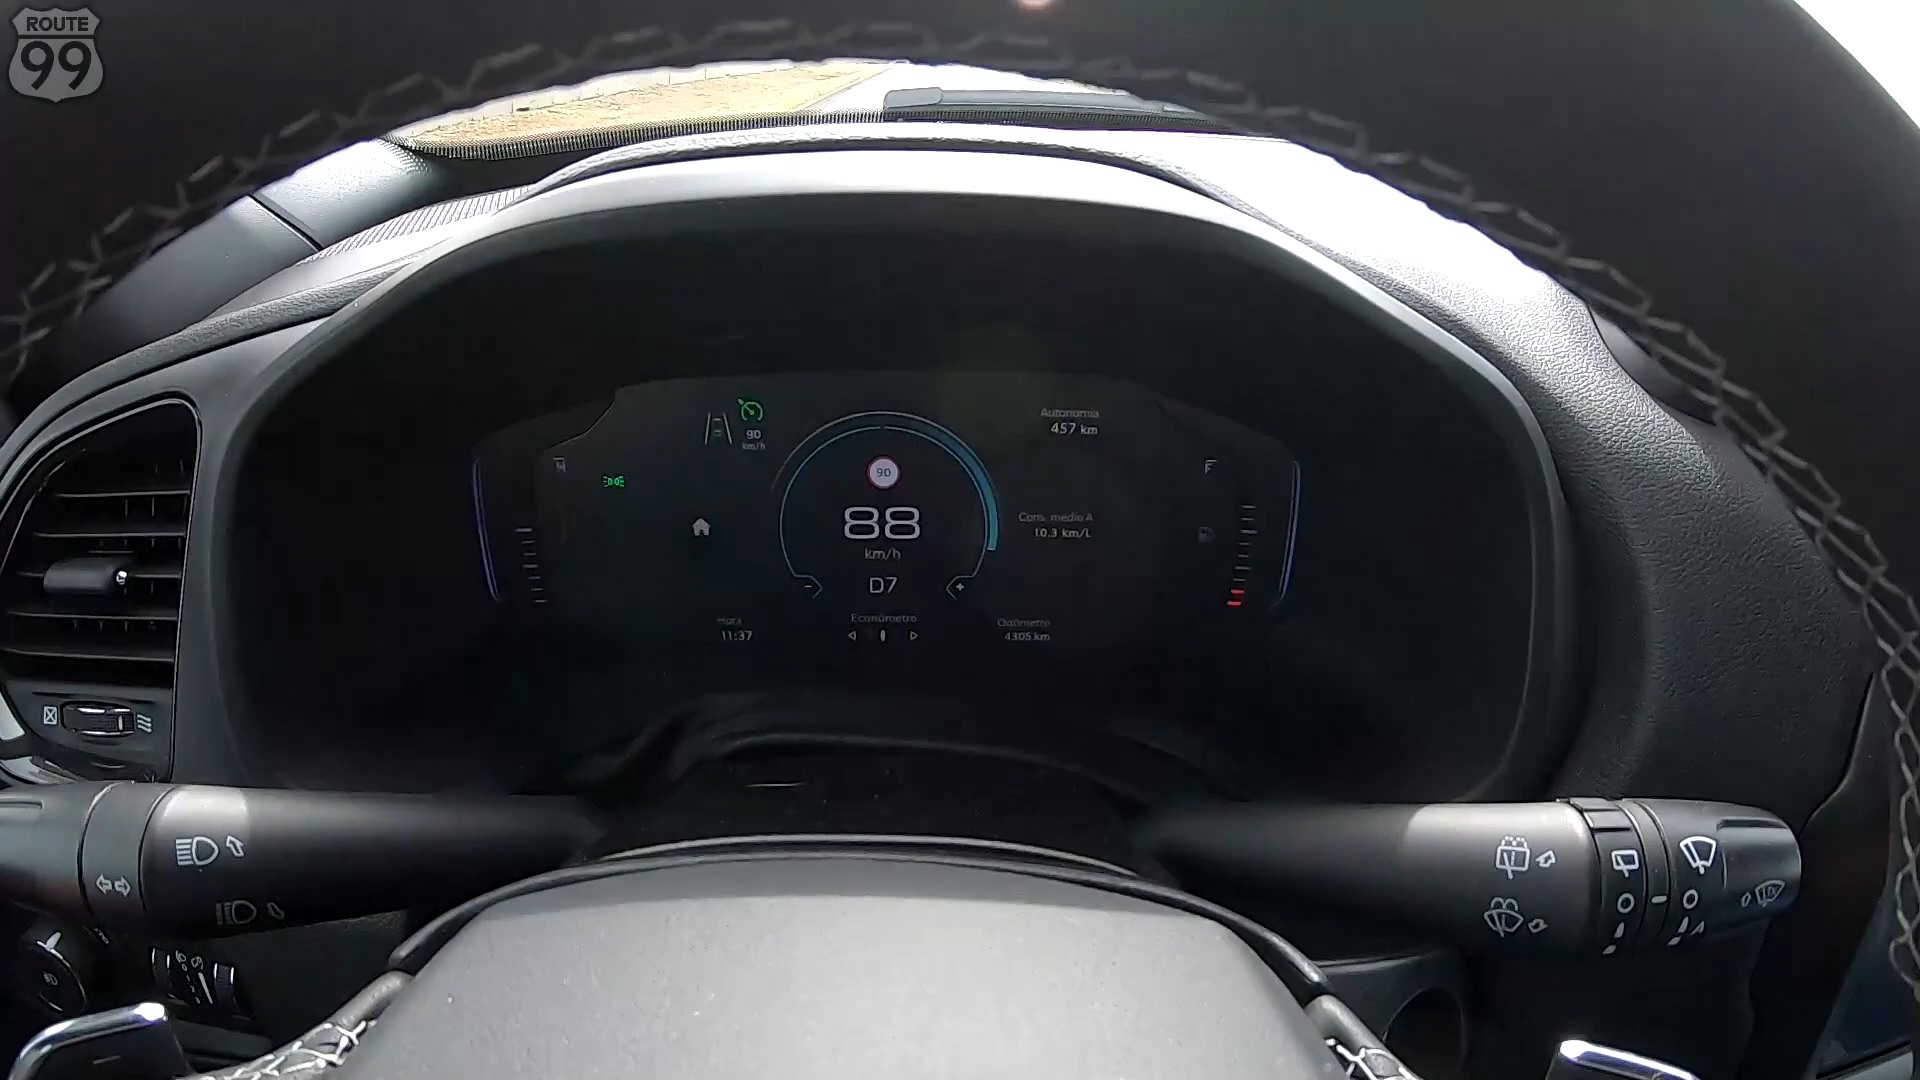 ROUTE
99
90
km/h
Autonomia
457 km
H
F
90
88
km/h
Cons. médio A
10.3 km/L
D7
- +
Hora
11:37
Econômetro
Odômetro
4305 km